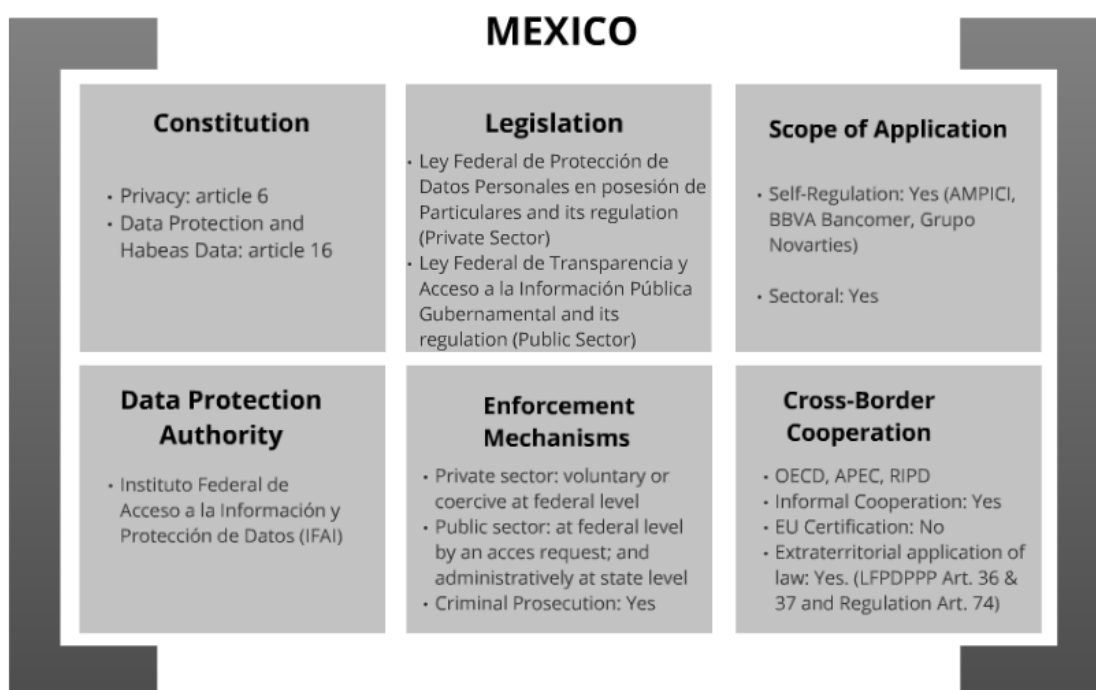 MEXICO
Constitution
• Privacy: article 6
• Data Protection and
Habeas Data: article 16
Legislation
• Ley Federal de Protección de
Datos Personales en posesión de
Particulares and its regulation
(Private Sector)
• Ley Federal de Transparencia y
Acceso a la Información Pública
Gubernamental and its
regulation (Public Sector)
Scope of Application
• Self-Regulation: Yes (AMPICI,
BBVA Bancomer, Grupo
Novarties)
• Sectoral: Yes
Data Protection
Authority
• Instituto Federal de
Acceso a la Información y
Protección de Datos (IFAI)
Enforcement
Mechanisms
• Private sector: voluntary or
coercive at federal level
• Public sector: at federal level
by an acces request; and
administratively at state level
• Criminal Prosecution: Yes
Cross-Border
Cooperation
• OECD, APEC, RIPD
• Informal Cooperation: Yes
• EU Certification: No
• Extraterritorial application of
law: Yes. (LFPDPPP Art. 36 &
37 and Regulation Art. 74)